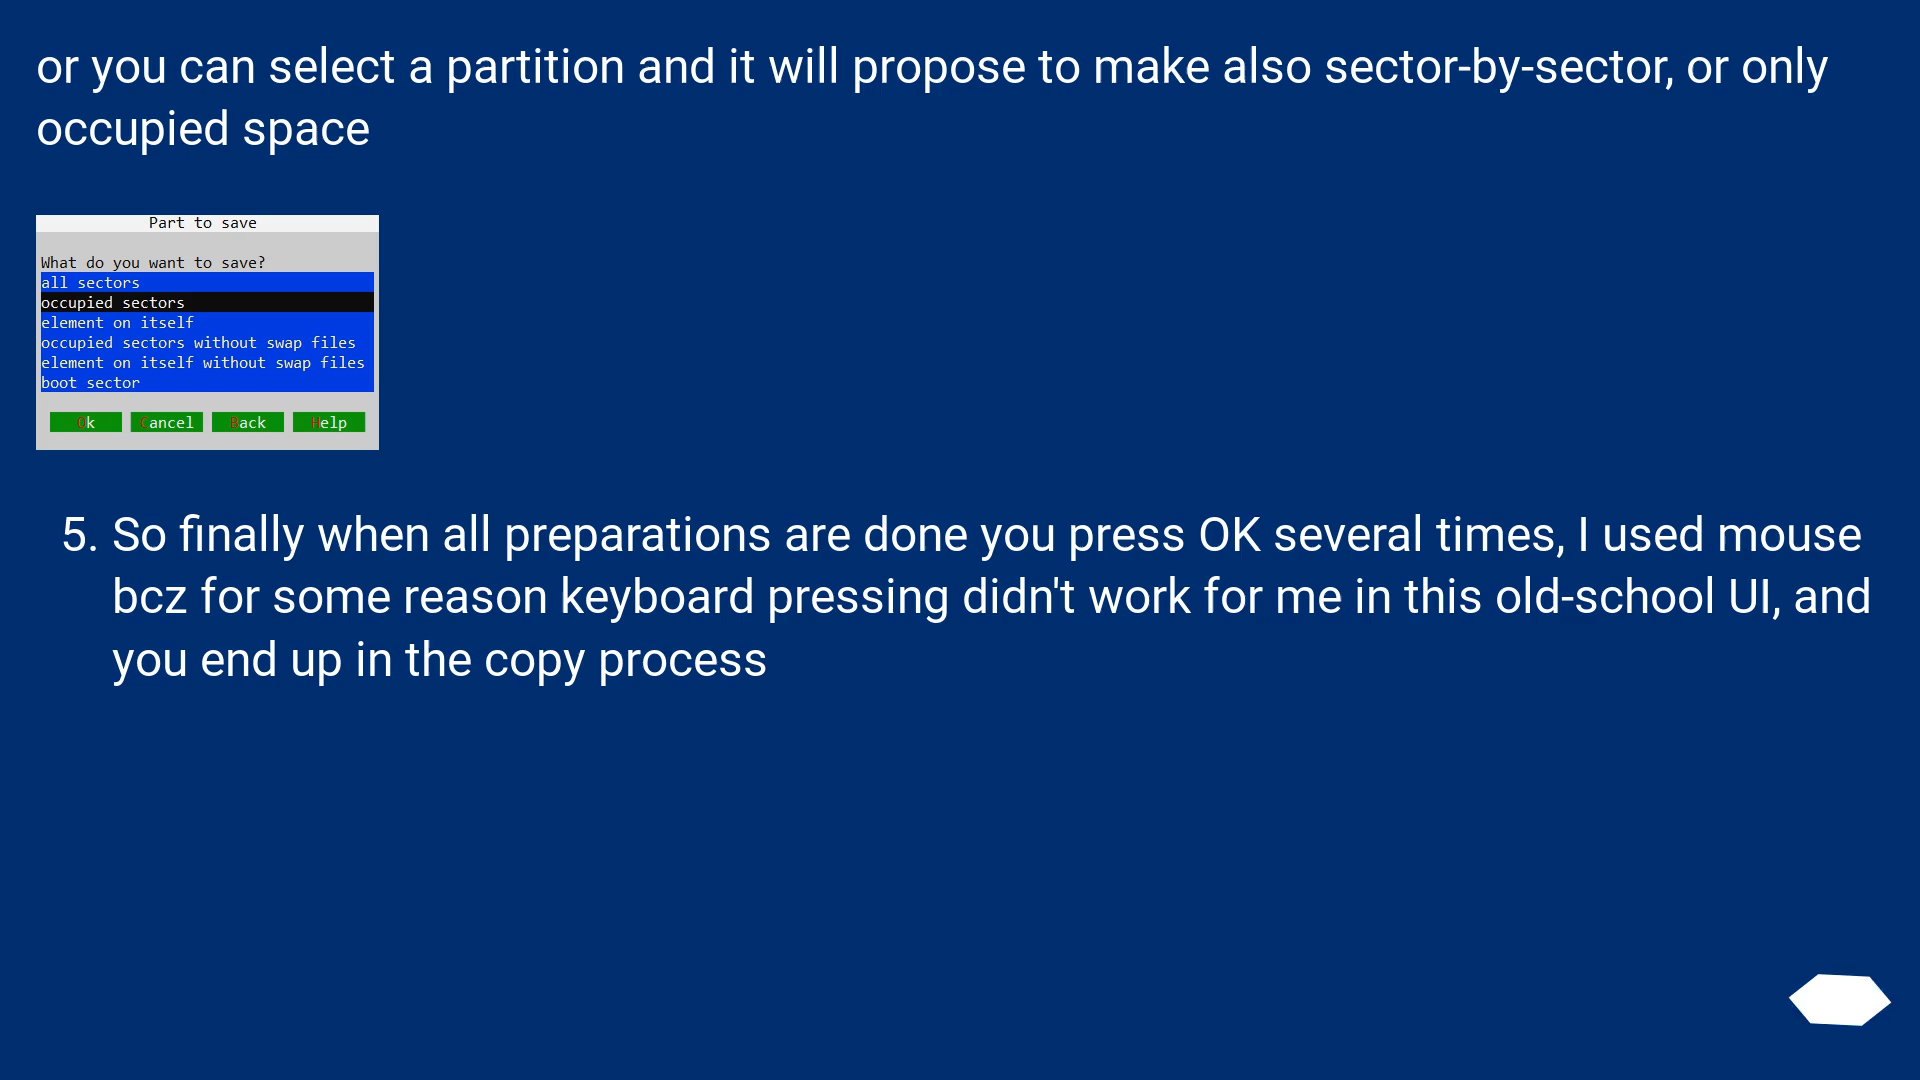 or you can select a partition and it will propose to make also sector-by-sector, or only
occupied space
Part to save
What do you want to save?
all sectors
occupied sectors
element on itself
occupied sectors without swap files
element on itself without swap files
boot sector
Ok Cancel Back Help
5. So finally when all preparations are done you press OK several times, I used mouse
bcz for some reason keyboard pressing didn't work for me in this old-school UI, and
you end up in the copy process